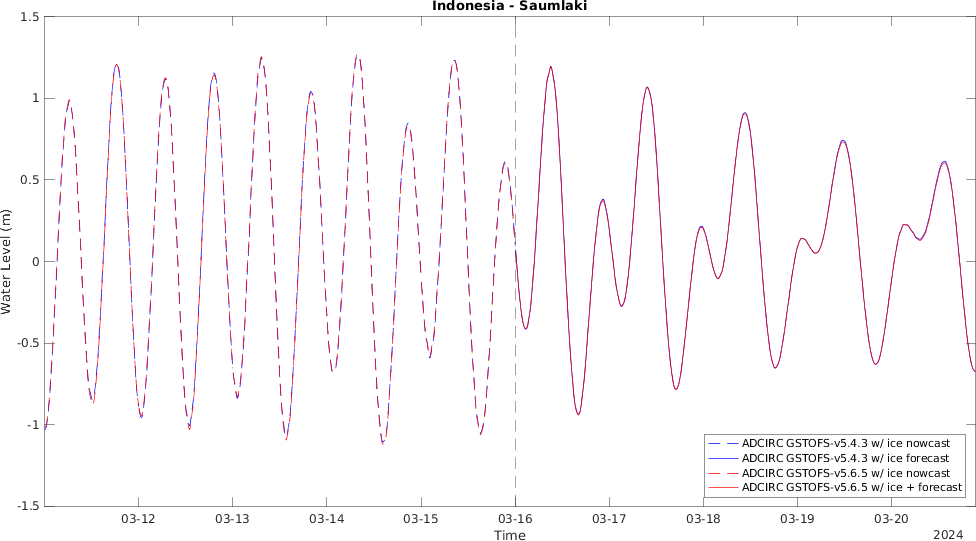 Indonesia - Saumlaki
1.5
1
0.5
0
-0.5
-1
-1.5
Water Level (m)
03-12 03-13 03-14 03-15 03-16 03-17 03-18 03-19 03-20
Time
2024
ADCIRC GSTOFS-v5.4.3 w/ ice nowcast
ADCIRC GSTOFS-v5.4.3 w/ ice forecast
ADCIRC GSTOFS-v5.6.5 w/ ice nowcast
ADCIRC GSTOFS-v5.6.5 w/ ice + forecast